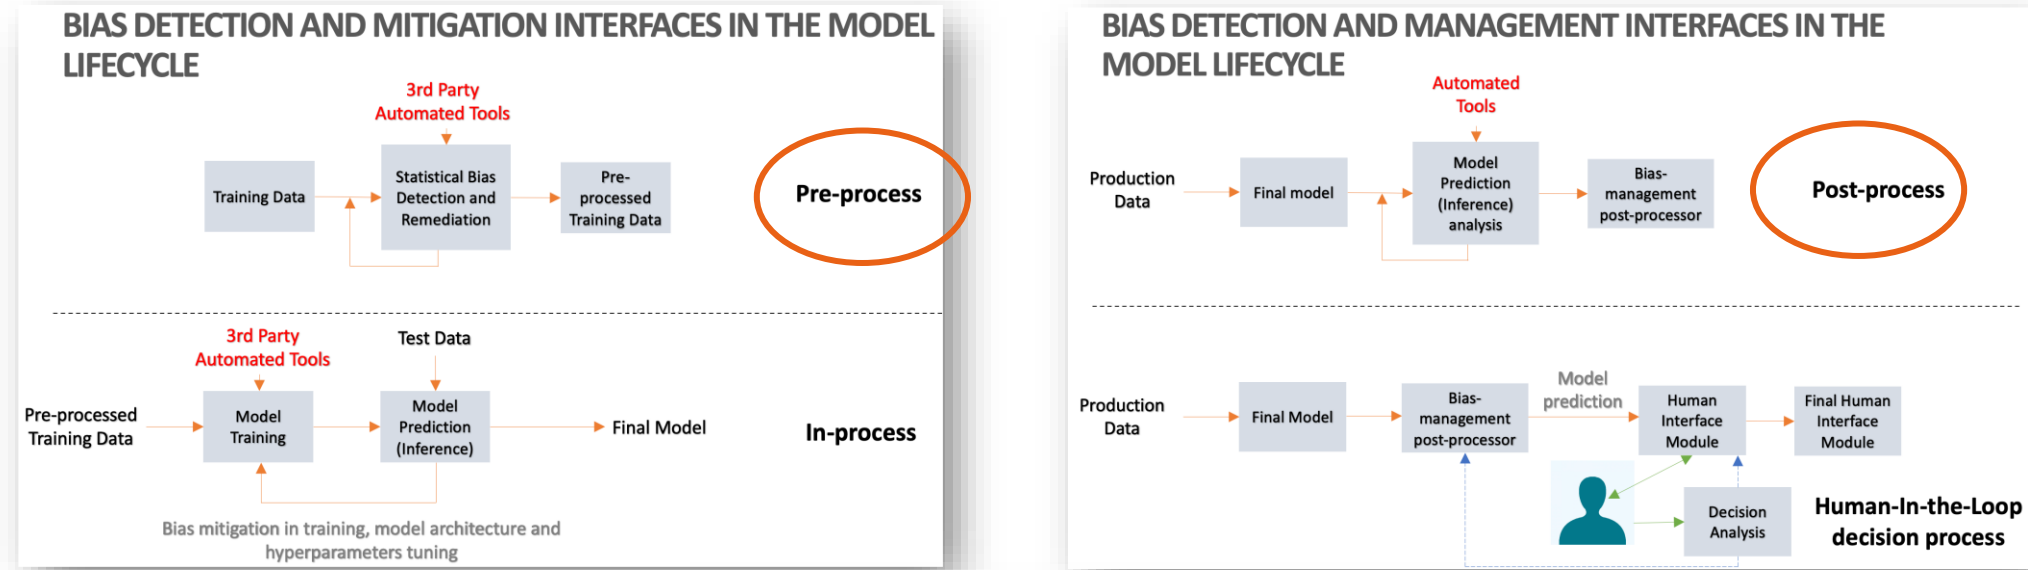 BIAS DETECTION AND MITIGATION INTERFACES IN THE MODEL
LIFECYCLE
3rd Party
Automated Tools
Training Data
Statistical Bias
Detection and
Remediation
Pre-
processed
Training Data
Pre-process
3rd Party
Automated Tools
Test Data
Pre-processed
Training Data
Model
Training
Model
Prediction
(Inference)
Final Model
In-process
Bias mitigation in training, model architecture and
hyperparameters tuning
BIAS DETECTION AND MANAGEMENT INTERFACES IN THE
MODEL LIFECYCLE
Automated
Tools
Production
Data
Final model
Model
Prediction
(Inference)
analysis
Bias-
management
post-processor
Post-process
Production
Data
Final Model
Bias-
management
post-processor
Model
prediction
Human
Interface
Module
Final Human
Interface
Module
Decision
Analysis
Human-In-the-Loop
decision process